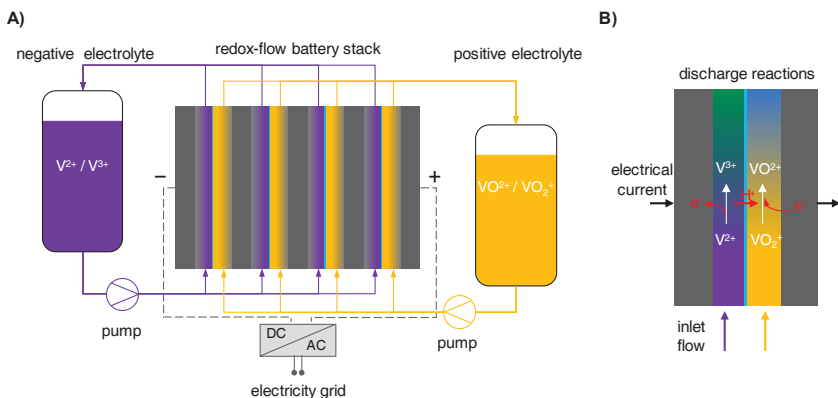 A)
negative electrolyte
redox-flow battery stack
positive electrolyte
V²⁺ / V³⁺
−
+
VO²⁺ / VO₂⁺
pump
DC
AC
pump
electricity grid
B)
discharge reactions
electrical
current
V³⁺
VO²⁺
e⁻
H⁺
e⁻
V²⁺
VO₂⁺
inlet
flow